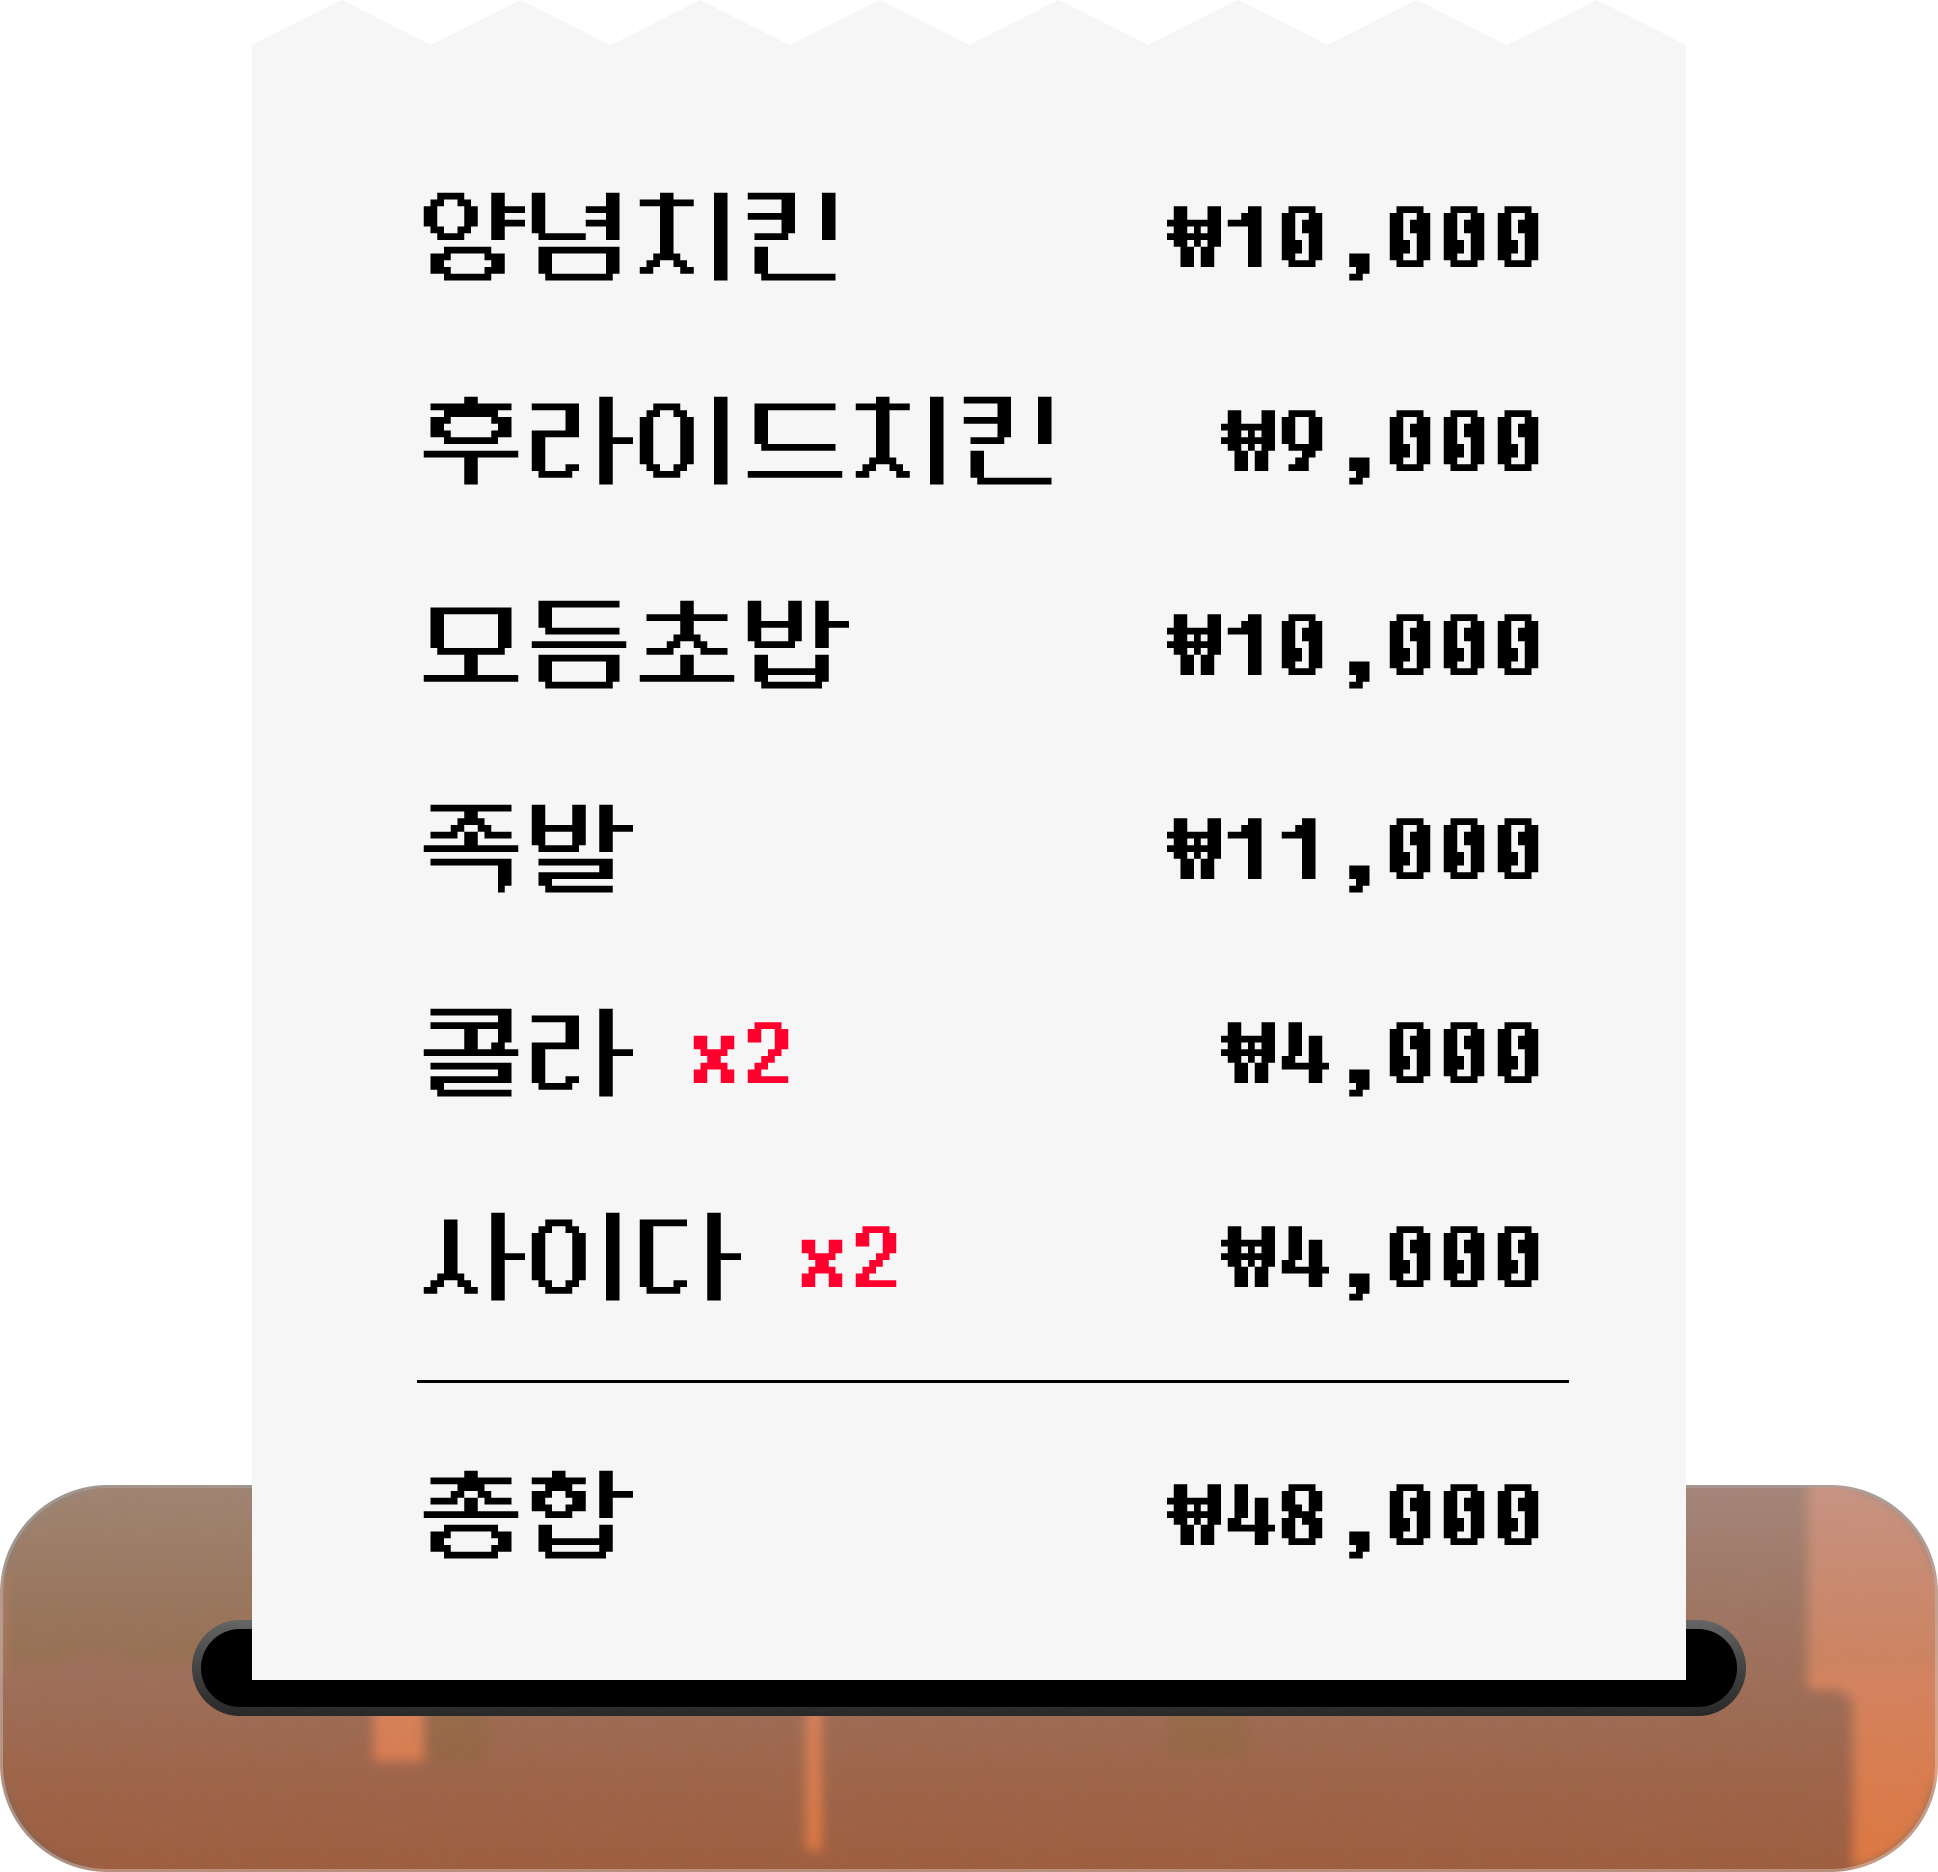 양념치킨 ₩10,000
후라이드치킨 ₩9,000
모듬초밥 ₩10,000
족발 ₩11,000
콜라 x2 ₩4,000
사이다 x2 ₩4,000
총합 ₩48,000